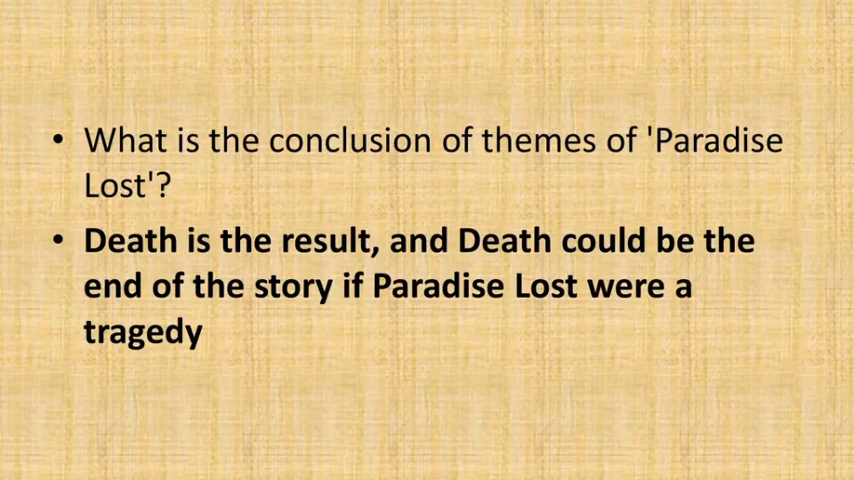 • What is the conclusion of themes of 'Paradise
Lost'?
• Death is the result, and Death could be the
end of the story if Paradise Lost were a
tragedy